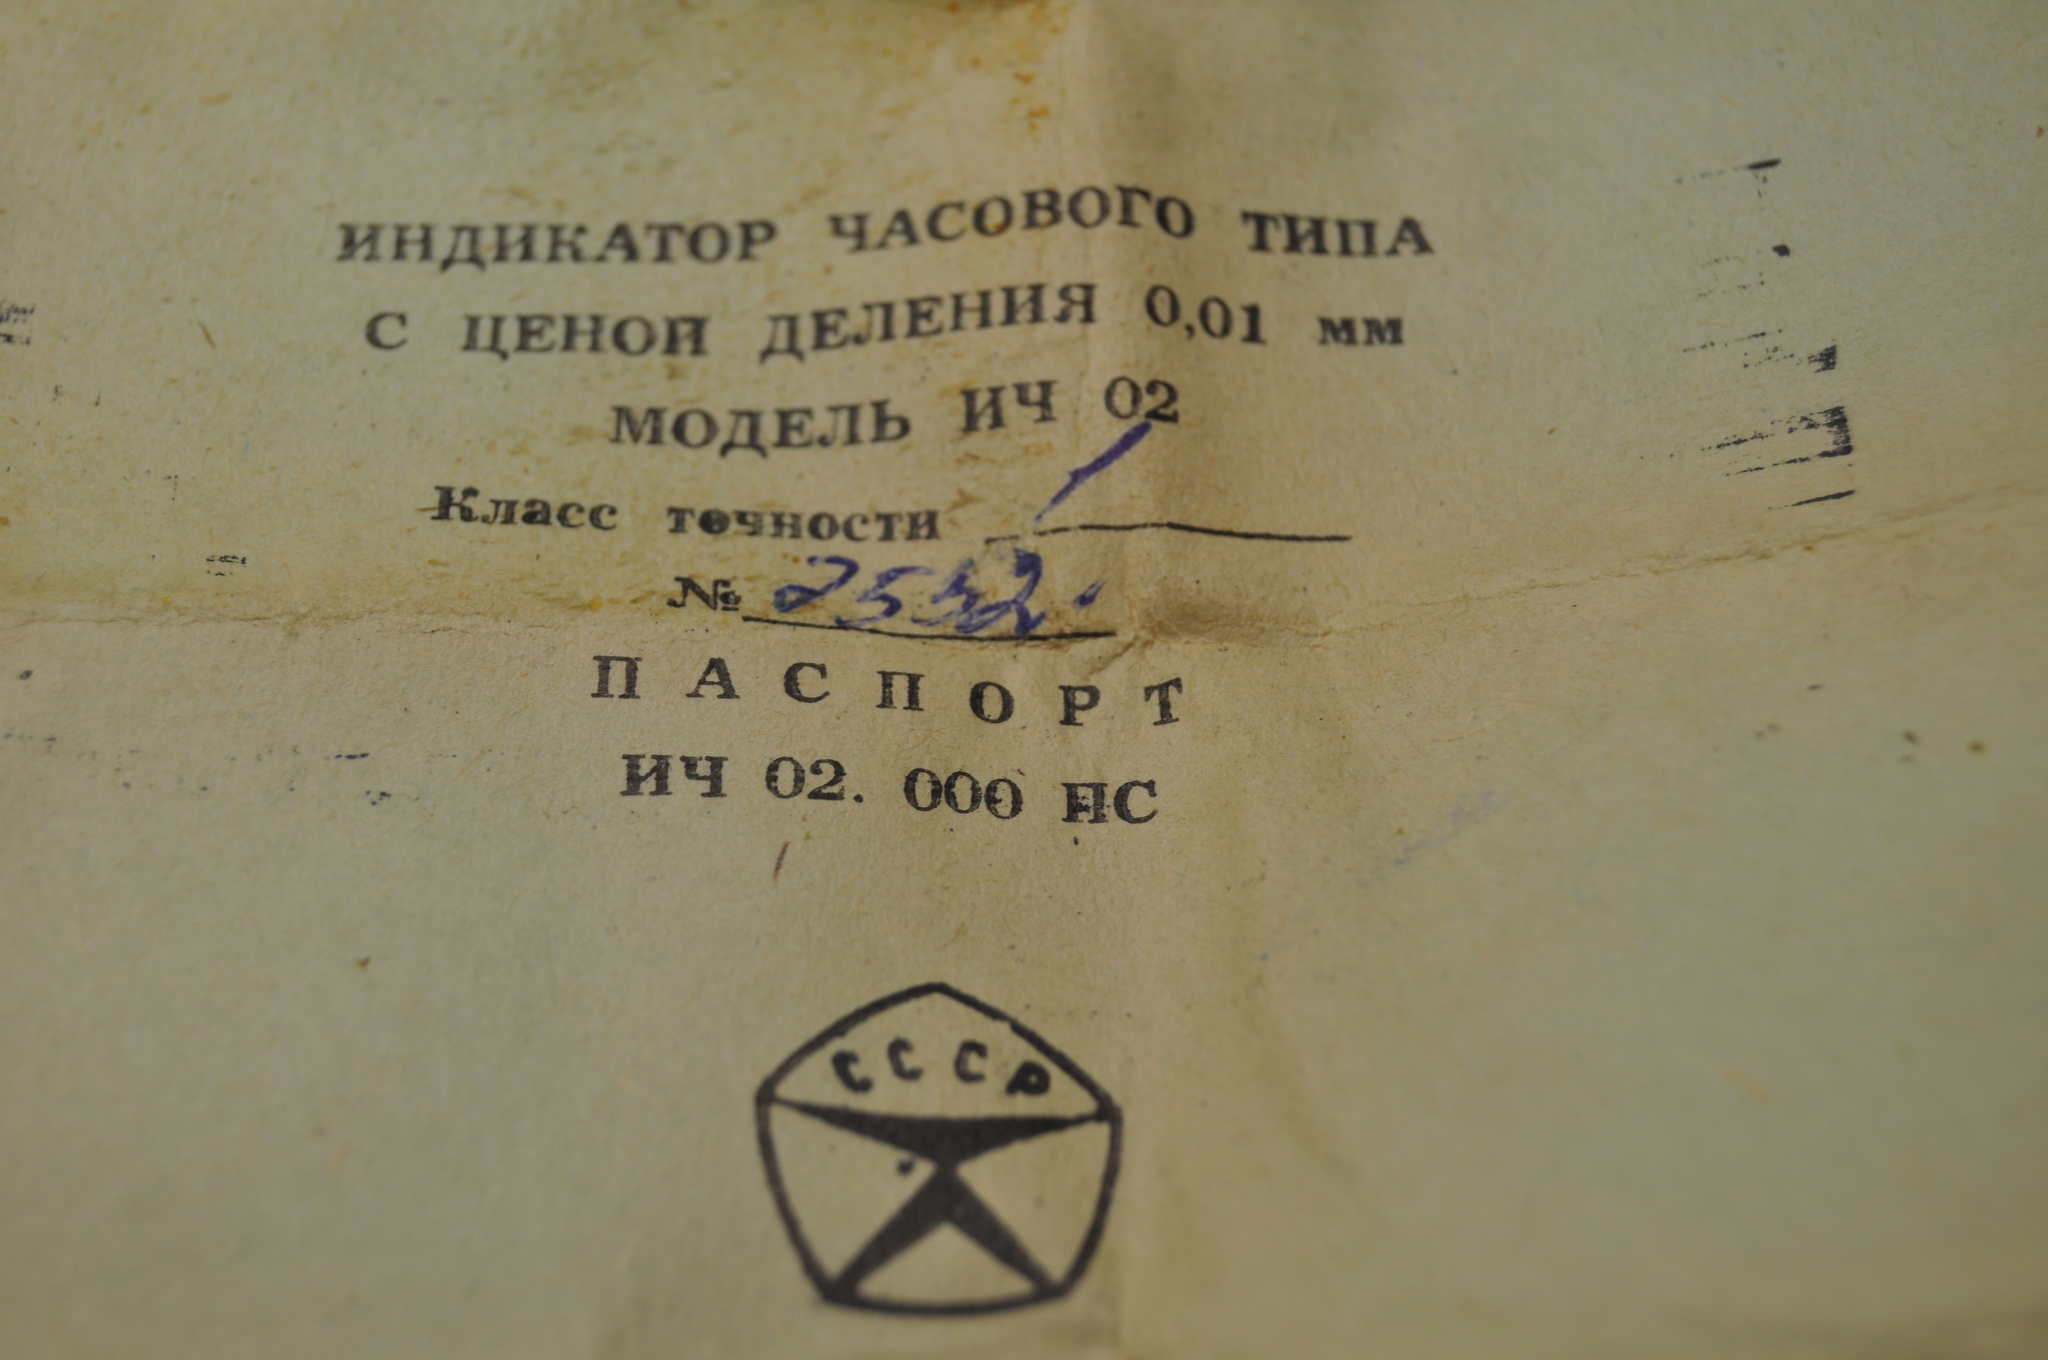 ИНДИКАТОР ЧАСОВОГО ТИПА
С ЦЕНОЙ ДЕЛЕНИЯ 0,01 мм
МОДЕЛЬ ИЧ 02
Класс точности 1
№ 2552.
ПАСПОРТ
ИЧ 02. 000 ПС
СССР